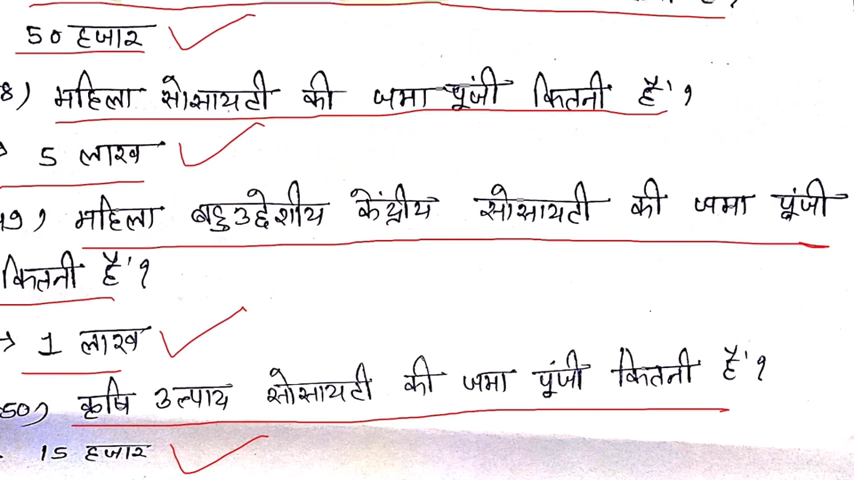 50 हजार
8) महिला सोसायटी की जमा पूंजी कितनी हैं ?
→ 5 लाख
49) महिला बहुउद्देशीय केंद्रीय सोसायटी की जमा पूंजी
कितनी हैं ?
→ 1 लाख
50) कृषि उत्पाय सोसायटी की जमा पूंजी कितनी हैं ?
15 हजार